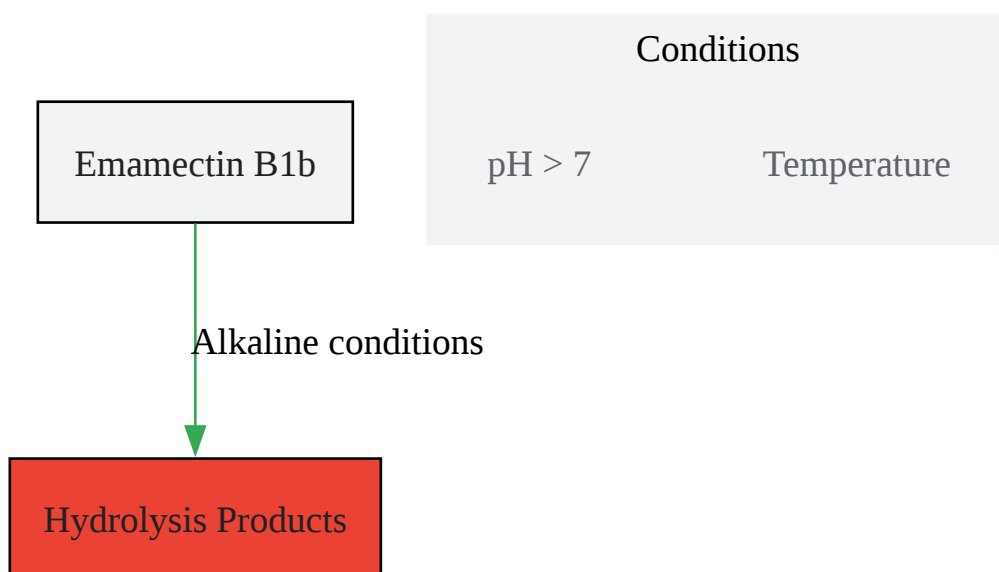 Conditions
Emamectin B1b
pH > 7
Temperature
Alkaline conditions
Hydrolysis Products